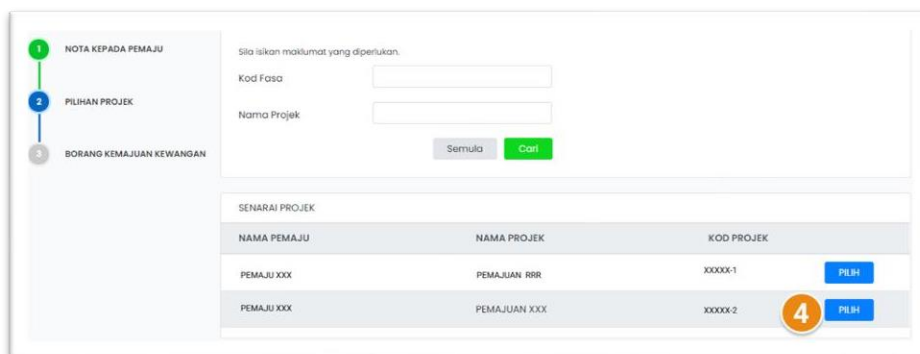 1 NOTA KEPADA PEMAJU
2 PILIHAN PROJEK
3 BORANG KEMAJUAN KEWANGAN
Sila isikan maklumat yang diperlukan.
Kod Fasa
Nama Projek
Semula Cari
SENARAI PROJEK
NAMA PEMAJU NAMA PROJEK KOD PROJEK
PEMAJU XXX PEMAJUAN RRR XXXXX-1 PILIH
PEMAJU XXX PEMAJUAN XXX XXXXX-2 4 PILIH